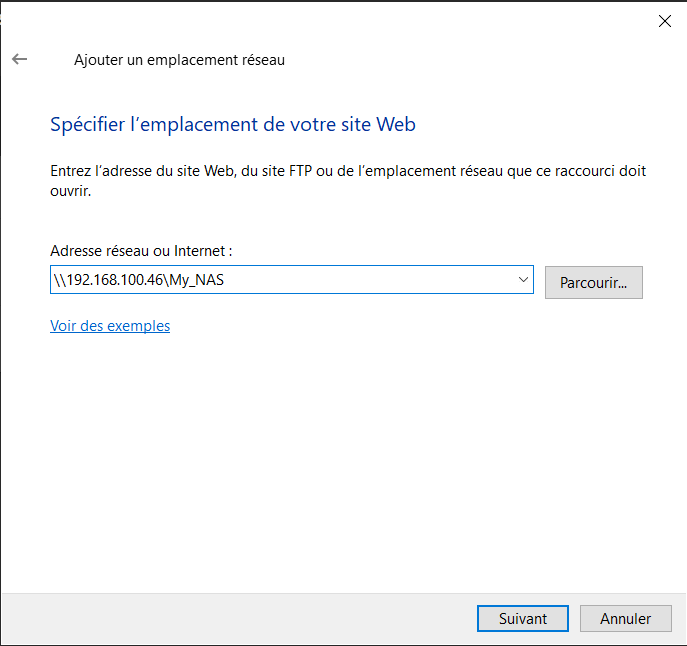 Ajouter un emplacement réseau
Spécifier l’emplacement de votre site Web
Entrez l’adresse du site Web, du site FTP ou de l’emplacement réseau que ce raccourci doit
ouvrir.
Adresse réseau ou Internet :
\\192.168.100.46\My_NAS
Parcourir...
Voir des exemples
Suivant
Annuler